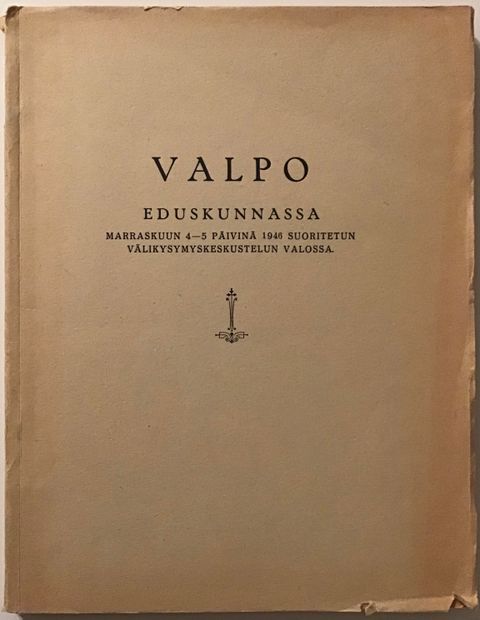 VALPO
EDUSKUNNASSA
MARRASKUUN 4—5 PÄIVINÄ 1946 SUORITETUN
VÄLIKYSYMYSKESKUSTELUN VALOSSA.